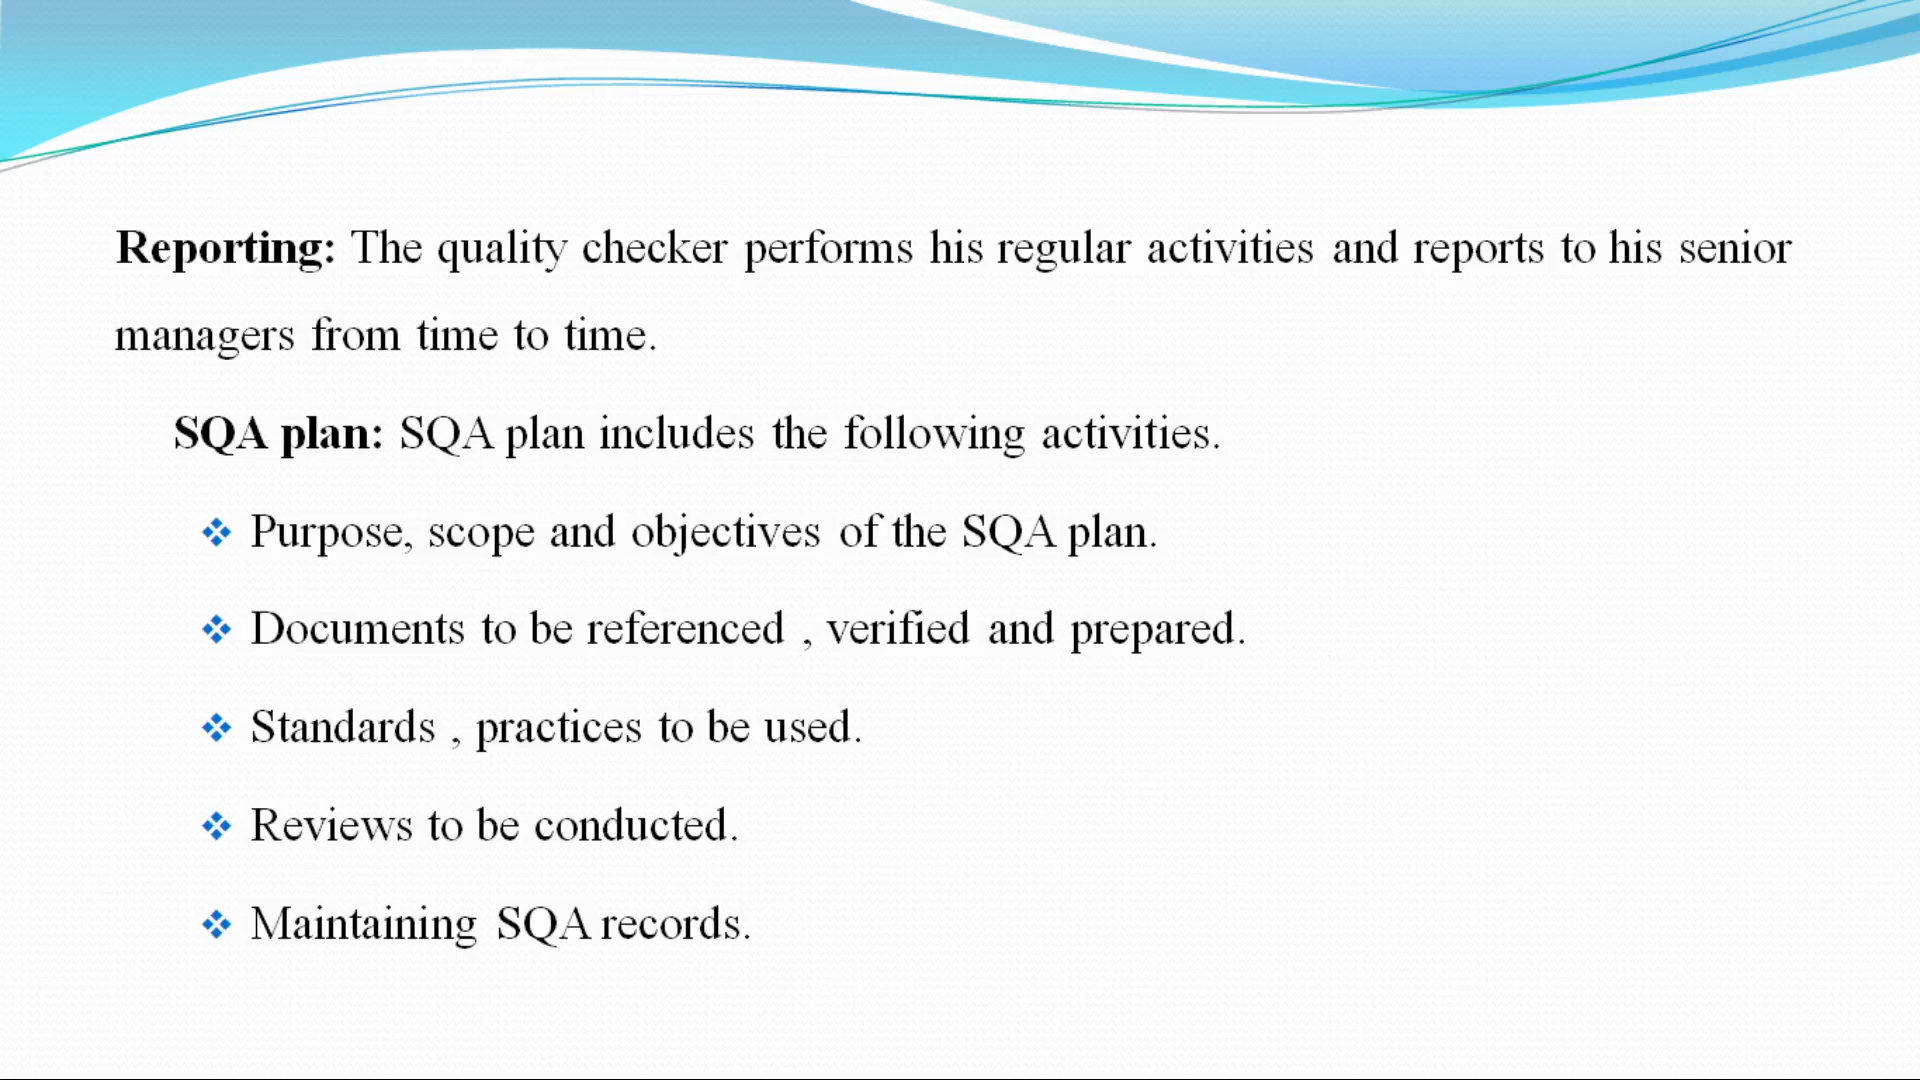 Reporting: The quality checker performs his regular activities and reports to his senior
managers from time to time.
SQA plan: SQA plan includes the following activities.
❖ Purpose, scope and objectives of the SQA plan.
❖ Documents to be referenced , verified and prepared.
❖ Standards , practices to be used.
❖ Reviews to be conducted.
❖ Maintaining SQA records.